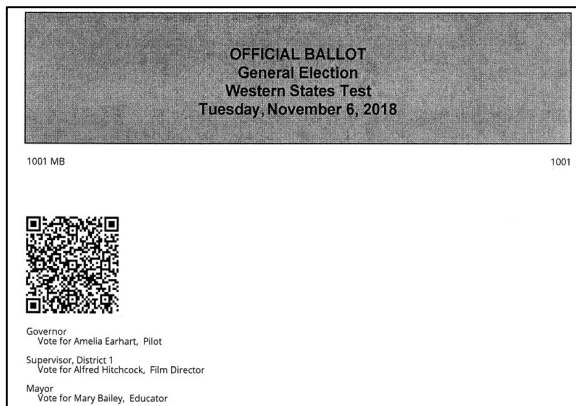 OFFICIAL BALLOT
General Election
Western States Test
Tuesday, November 6, 2018
1001 MB 1001
Governor
Vote for Amelia Earhart, Pilot
Supervisor, District 1
Vote for Alfred Hitchcock, Film Director
Mayor
Vote for Mary Bailey, Educator